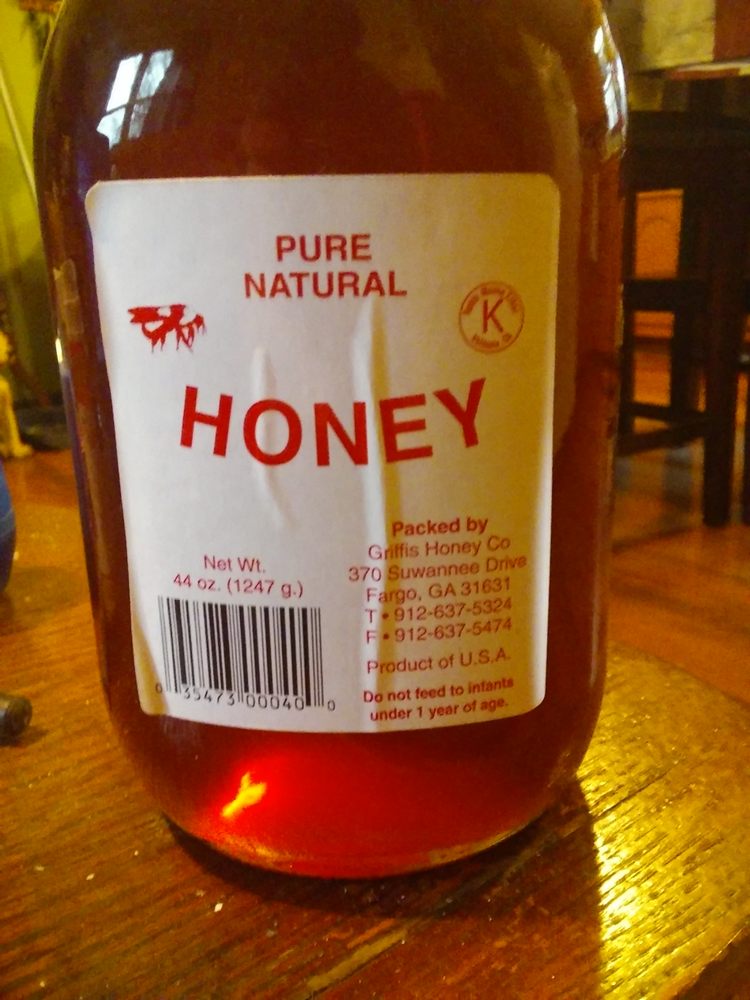 PURE
NATURAL
K
HONEY
Packed by
Griffis Honey Co
370 Suwannee Drive
Fargo, GA 31631
T • 912-637-5324
F • 912-637-5474
Product of U.S.A.
Do not feed to infants
under 1 year of age.
Net Wt.
44 oz. (1247 g.)
0 35473 00040 0